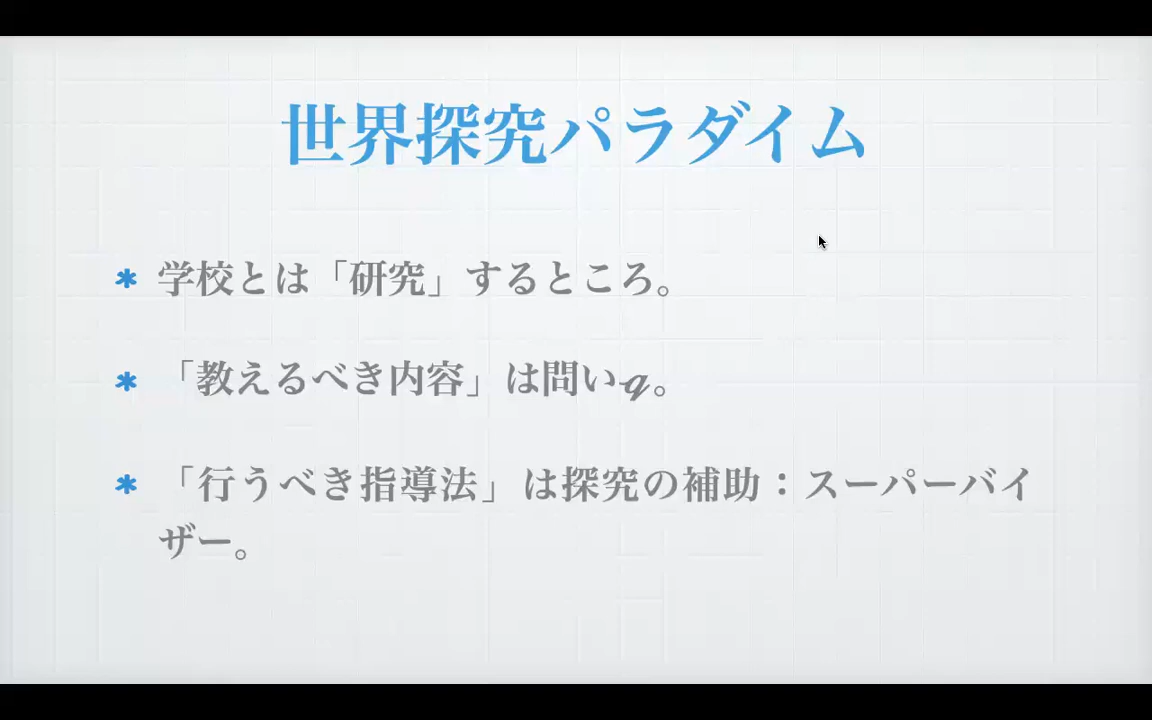 世界探究パラダイム
* 学校とは「研究」するところ。
* 「教えるべき内容」は問いq。
* 「行うべき指導法」は探究の補助：スーパーバイ
ザー。